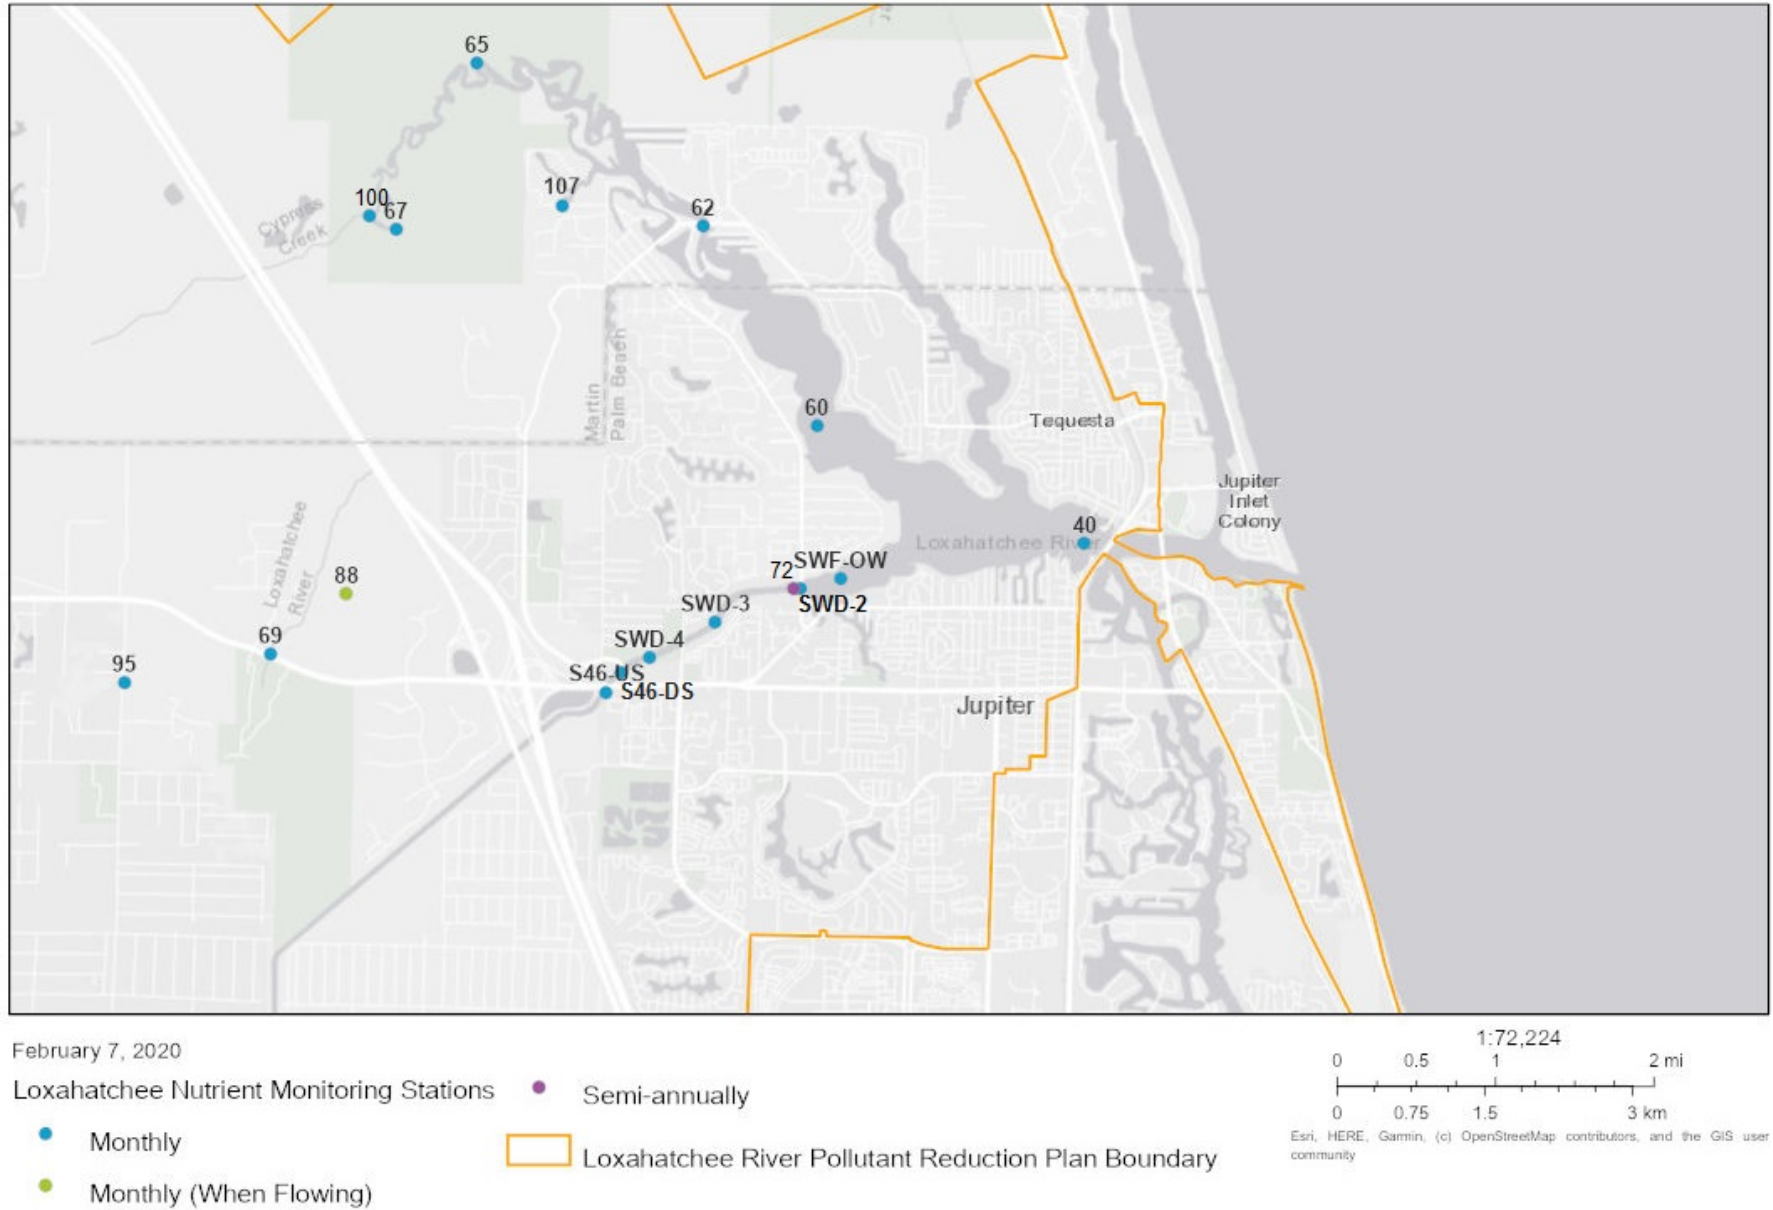 65
100
67
107
62
Cypress
Creek
Martin
Palm Beach
60
Tequesta
Jupiter
Inlet
Colony
40
Loxahatchee River
Loxahatchee
River
88
72
SWF-OW
SWD-2
SWD-3
SWD-4
69
95
S46-US
S46-DS
Jupiter
February 7, 2020
Loxahatchee Nutrient Monitoring Stations
Monthly
Monthly (When Flowing)
Semi-annually
Loxahatchee River Pollutant Reduction Plan Boundary
1:72,224
0 0.5 1 2 mi
0 0.75 1.5 3 km
Esri, HERE, Garmin, (c) OpenStreetMap contributors, and the GIS user
community